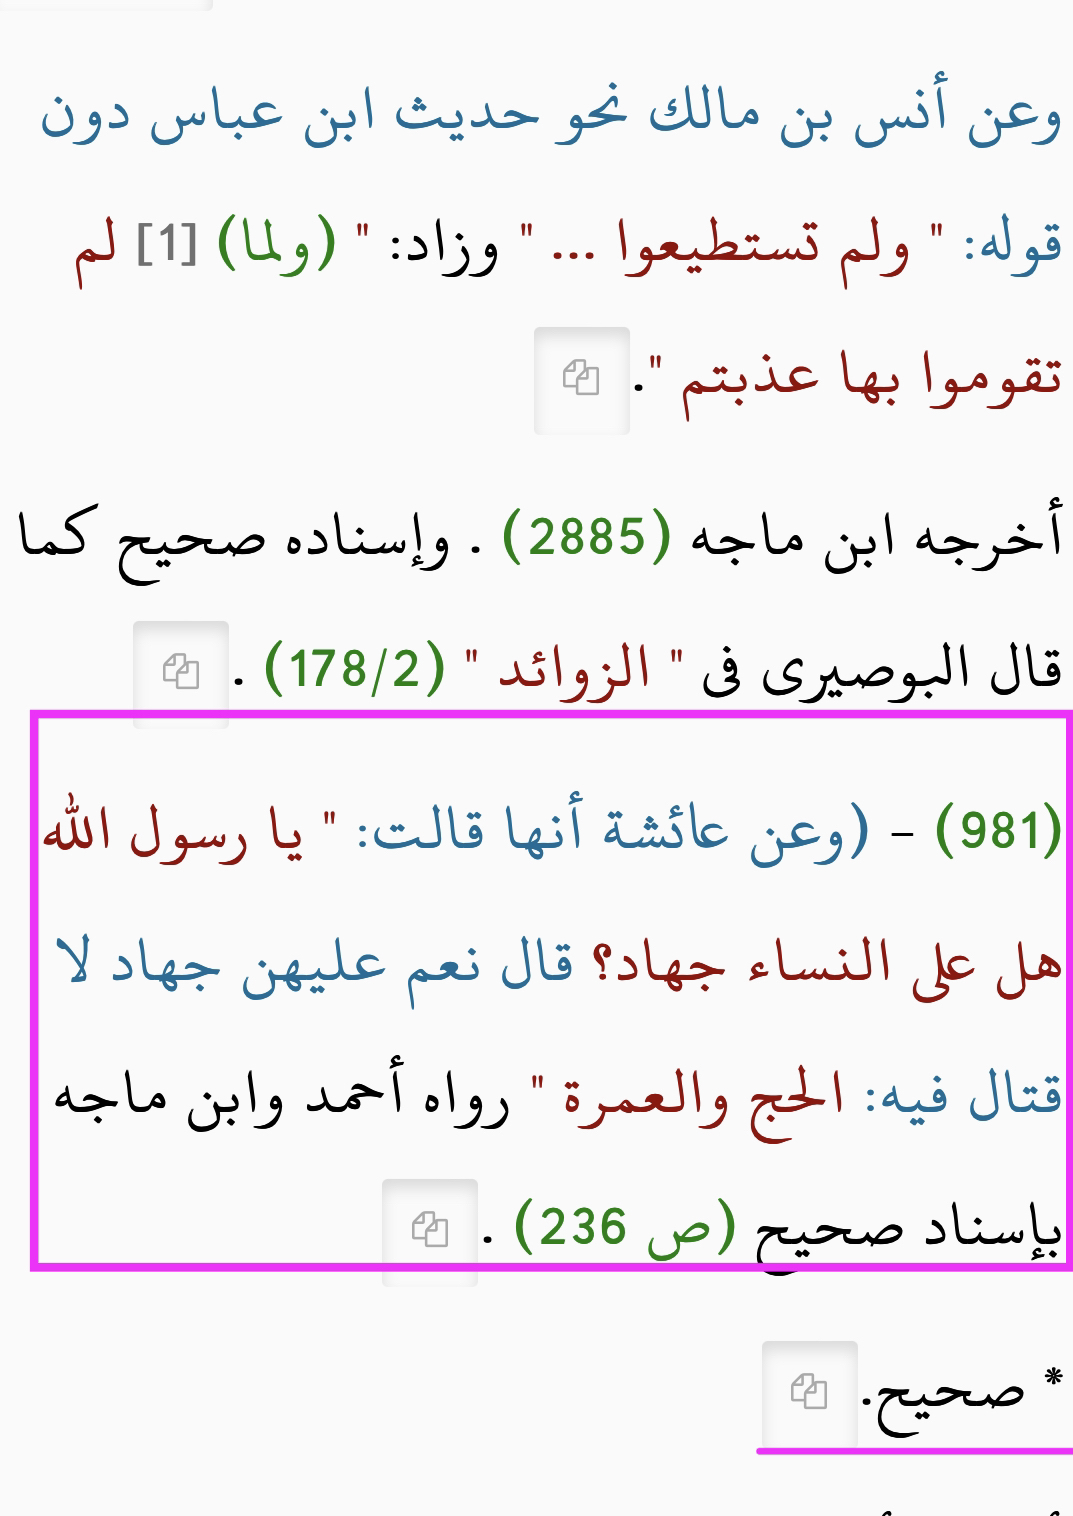 وعن أنس بن مالك نحو حديث ابن عباس دون
قوله: " ولم تستطيعوا ... " وزاد: " (ولما) [1] لم
تقوموا بها عذبتم ".
أخرجه ابن ماجه (2885) . وإسناده صحيح كما
قال البوصيرى فى " الزوائد " (178/2) .
(981) - (وعن عائشة أنها قالت: " يا رسول الله
هل على النساء جهاد؟ قال نعم عليهن جهاد لا
قتال فيه: الحج والعمرة " رواه أحمد وابن ماجه
بإسناد صحيح (ص 236) .
* صحيح.